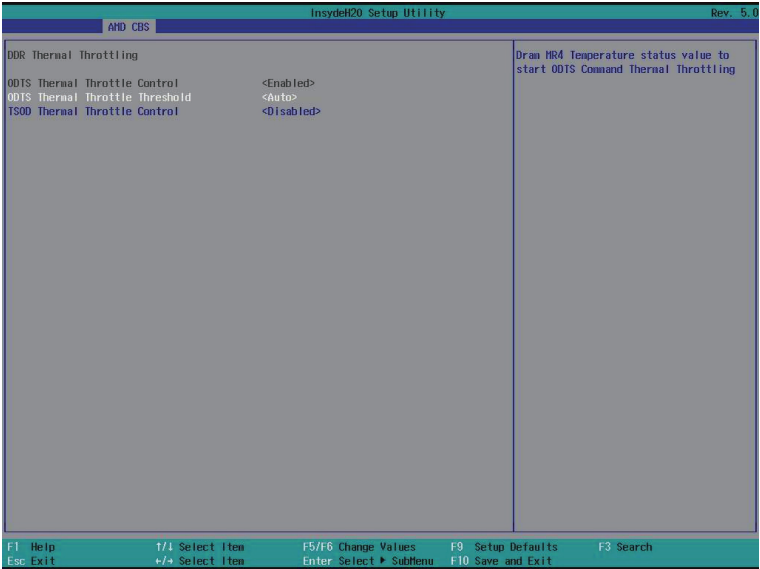 InsydeH20 Setup Utility Rev. 5.0
AMD CBS
DDR Thermal Throttling
ODTS Thermal Throttle Control <Enabled>
ODTS Thermal Throttle Threshold <Auto>
TSOD Thermal Throttle Control <Disabled>
Dram MR4 Temperature status value to
start ODTS Command Thermal Throttling
F1 Help ↑/↓ Select Item F5/F6 Change Values F9 Setup Defaults F3 Search
Esc Exit ←/→ Select Item Enter Select ▶ SubMenu F10 Save and Exit